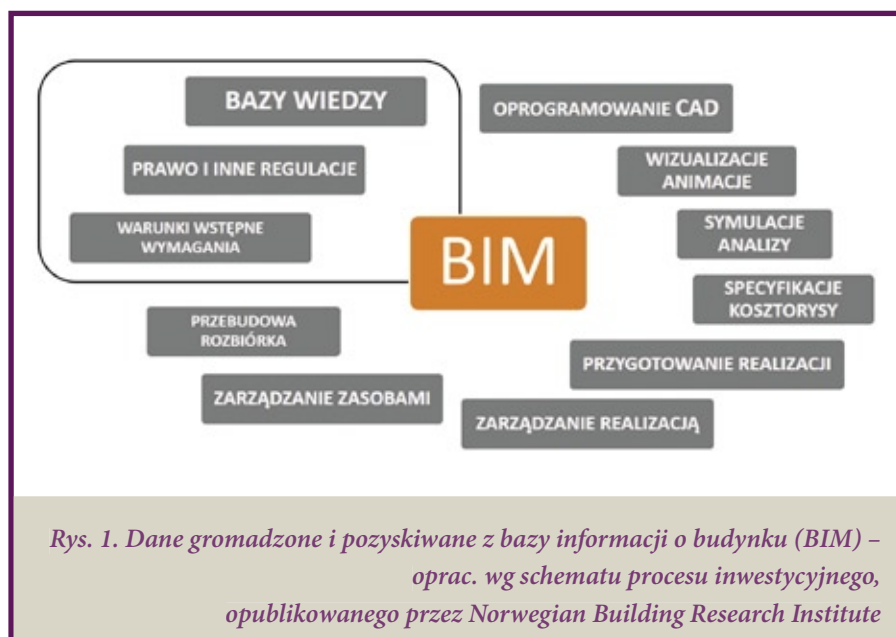 BAZY WIEDZY
PRAWO I INNE REGULACJE
WARUNKI WSTĘPNE
WYMAGANIA
BIM
OPROGRAMOWANIE CAD
WIZUALIZACJE
ANIMACJE
SYMULACJE
ANALIZY
SPECYFIKACJE
KOSZTORYSY
PRZYGOTOWANIE REALIZACJI
ZARZĄDZANIE REALIZACJĄ
ZARZĄDZANIE ZASOBAMI
PRZEBUDOWA
ROZBIÓRKA
Rys. 1. Dane gromadzone i pozyskiwane z bazy informacji o budynku (BIM) –
oprac. wg schematu procesu inwestycyjnego,
opublikowanego przez Norwegian Building Research Institute